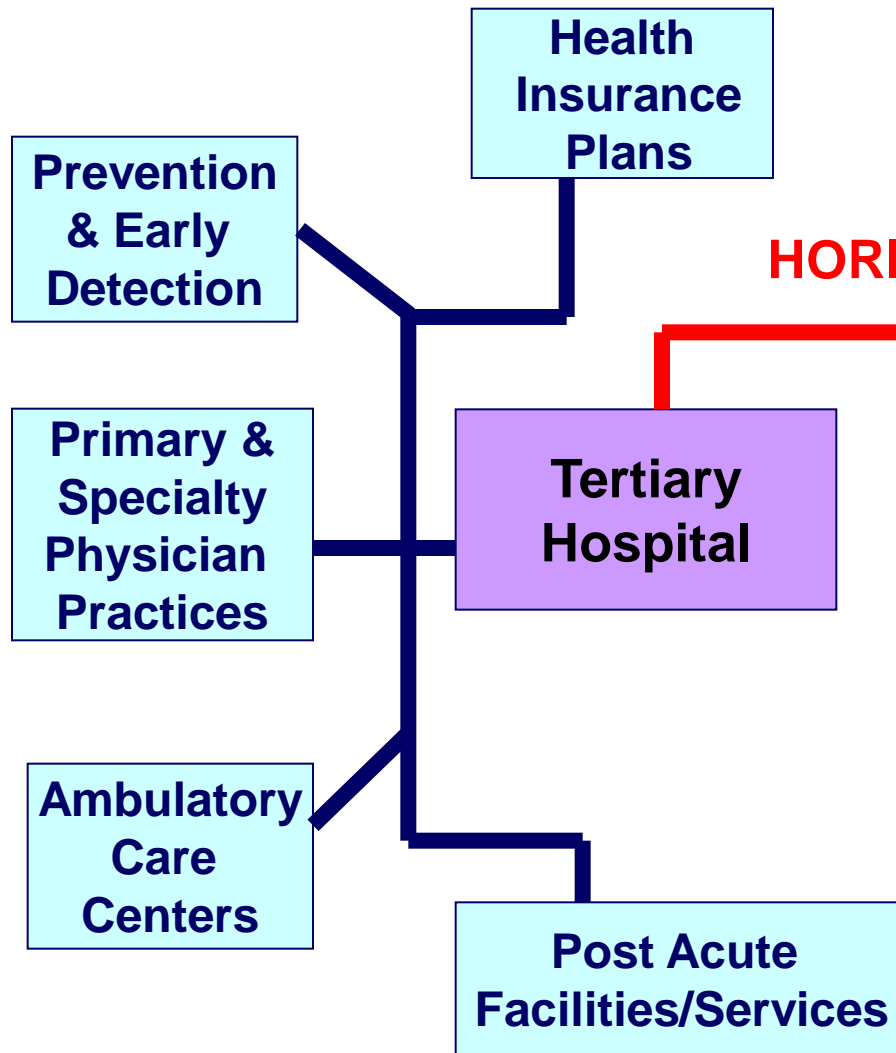 Health
Insurance
Plans
Prevention
& Early
Detection
HORI
Primary &
Specialty
Physician
Practices
Tertiary
Hospital
Ambulatory
Care
Centers
Post Acute
Facilities/Services